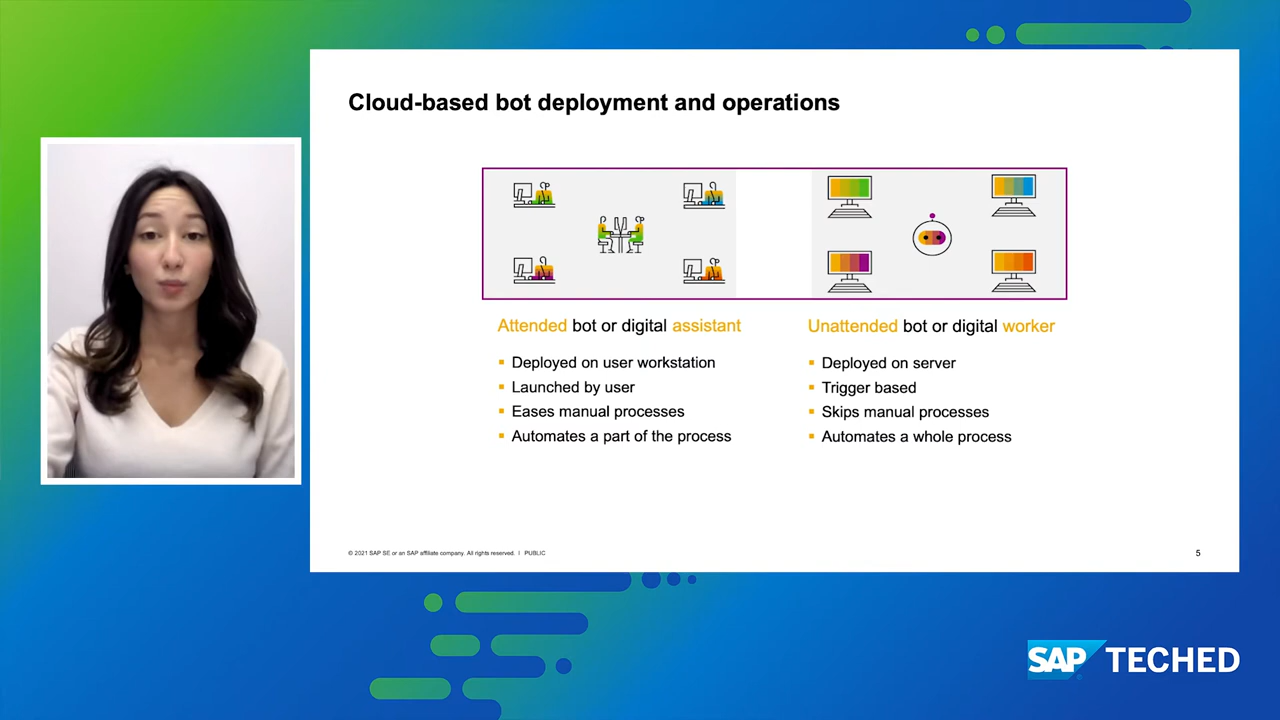 Cloud-based bot deployment and operations
Attended bot or digital assistant
▪ Deployed on user workstation
▪ Launched by user
▪ Eases manual processes
▪ Automates a part of the process
Unattended bot or digital worker
▪ Deployed on server
▪ Trigger based
▪ Skips manual processes
▪ Automates a whole process
© 2021 SAP SE or an SAP affiliate company. All rights reserved. | PUBLIC
5
SAP TECHED